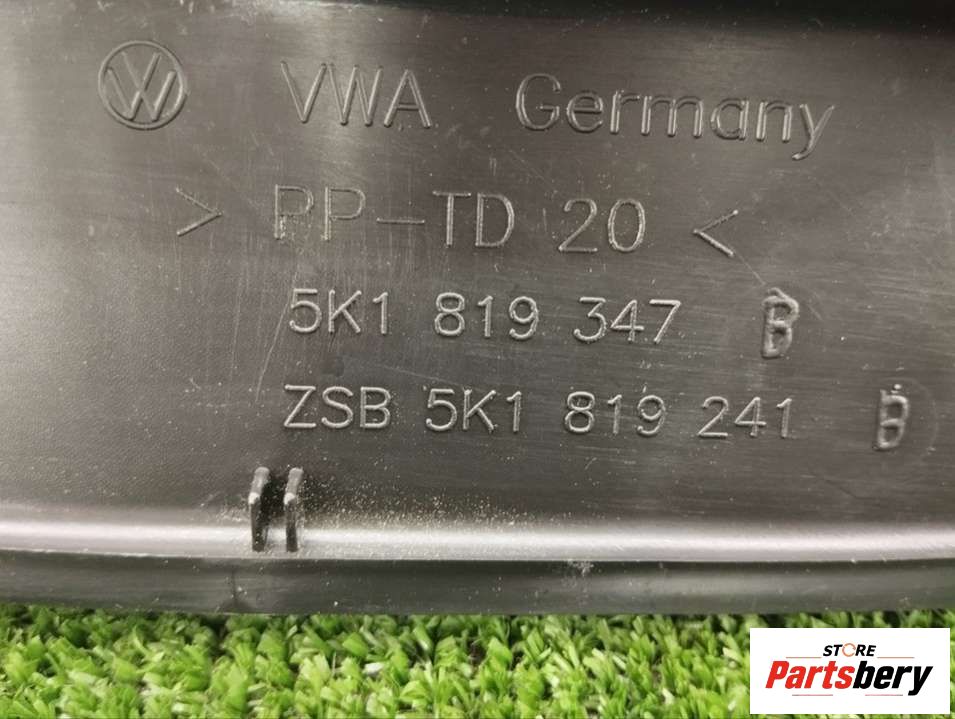 VWA Germany
> PP-TD 20 <
5K1 819 347 B
ZSB 5K1 819 241 B
STORE
Partsbery